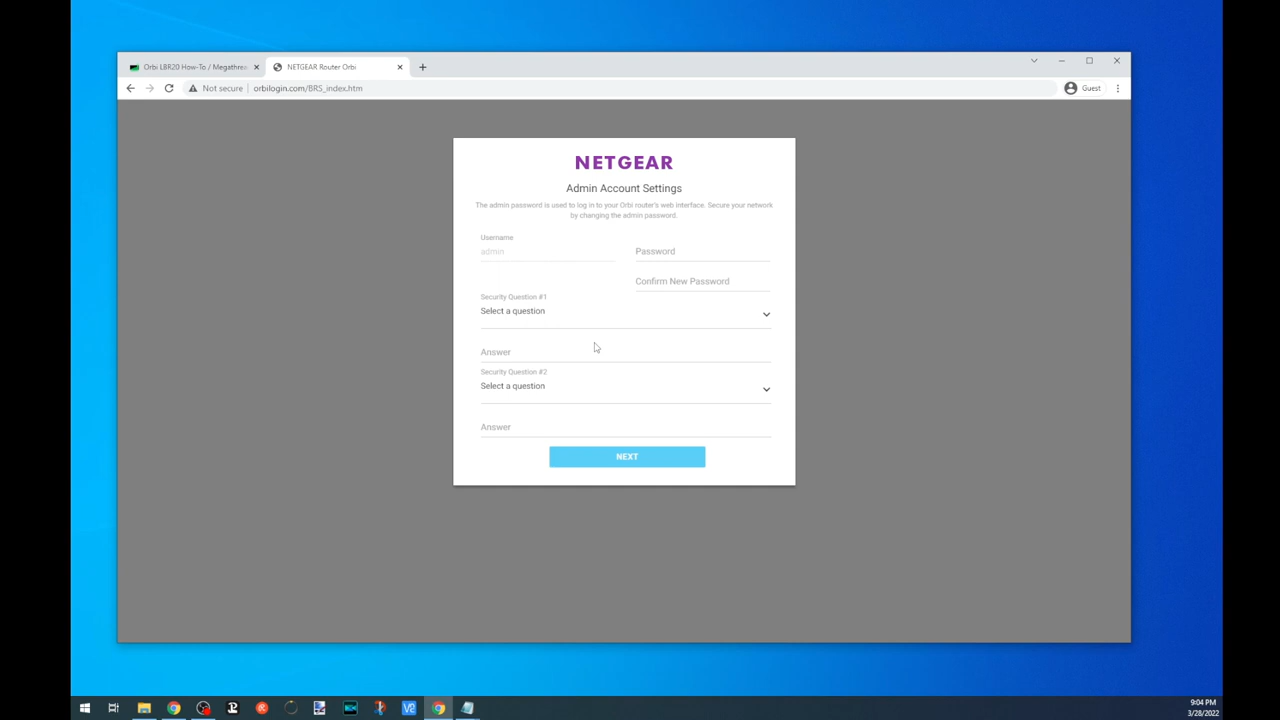 Orbi LBR20 How-To / Megathrea
NETGEAR Router Orbi
Not secure
orbilogin.com/BRS_index.htm
Guest
NETGEAR
Admin Account Settings
The admin password is used to log in to your Orbi router's web interface. Secure your network
by changing the admin password.
Username
admin
Password
Confirm New Password
Security Question #1
Select a question
Answer
Security Question #2
Select a question
Answer
NEXT
9:04 PM
3/28/2022